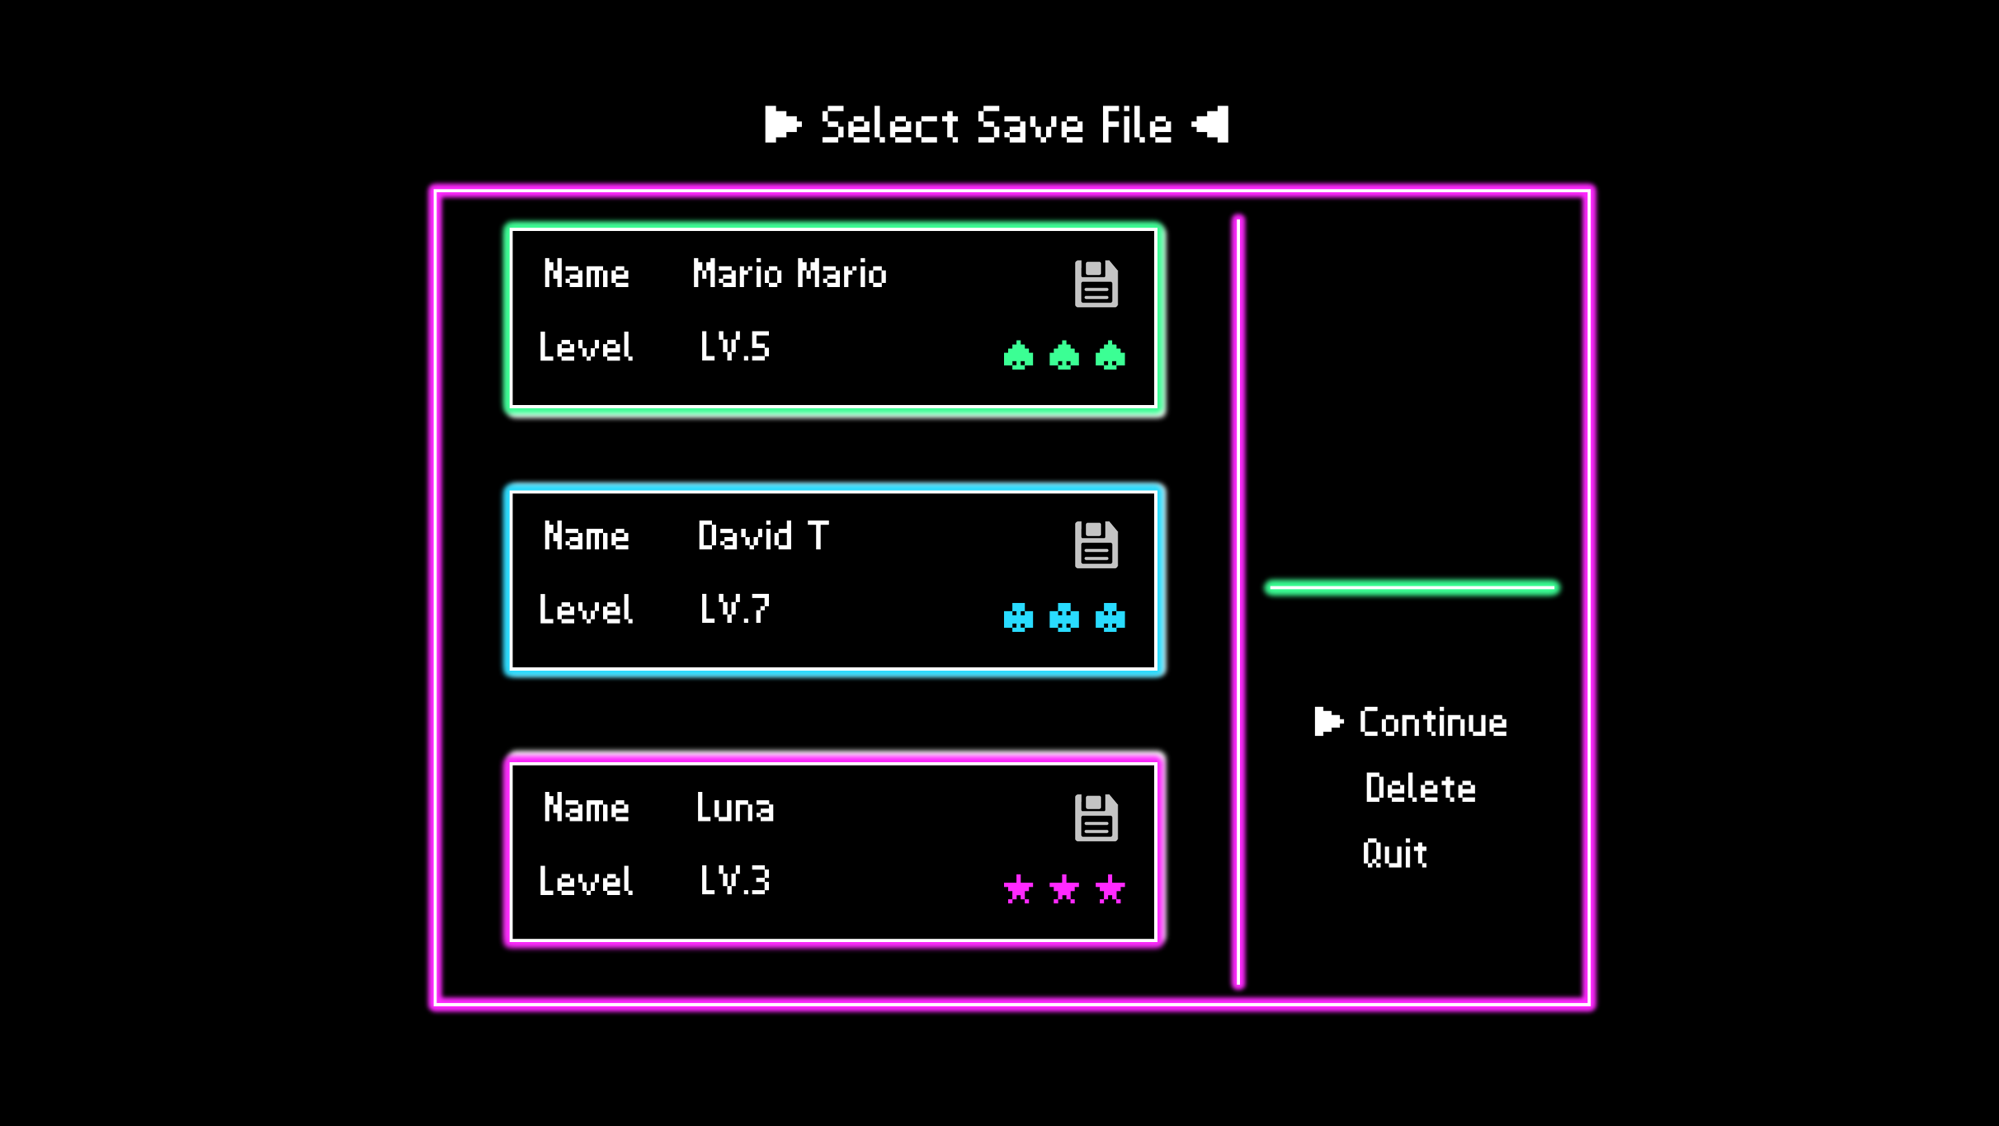 Select Save File
Name Mario Mario
Level LV.5
Name David T
Level LV.7
Name Luna
Level LV.3
Continue
Delete
Quit